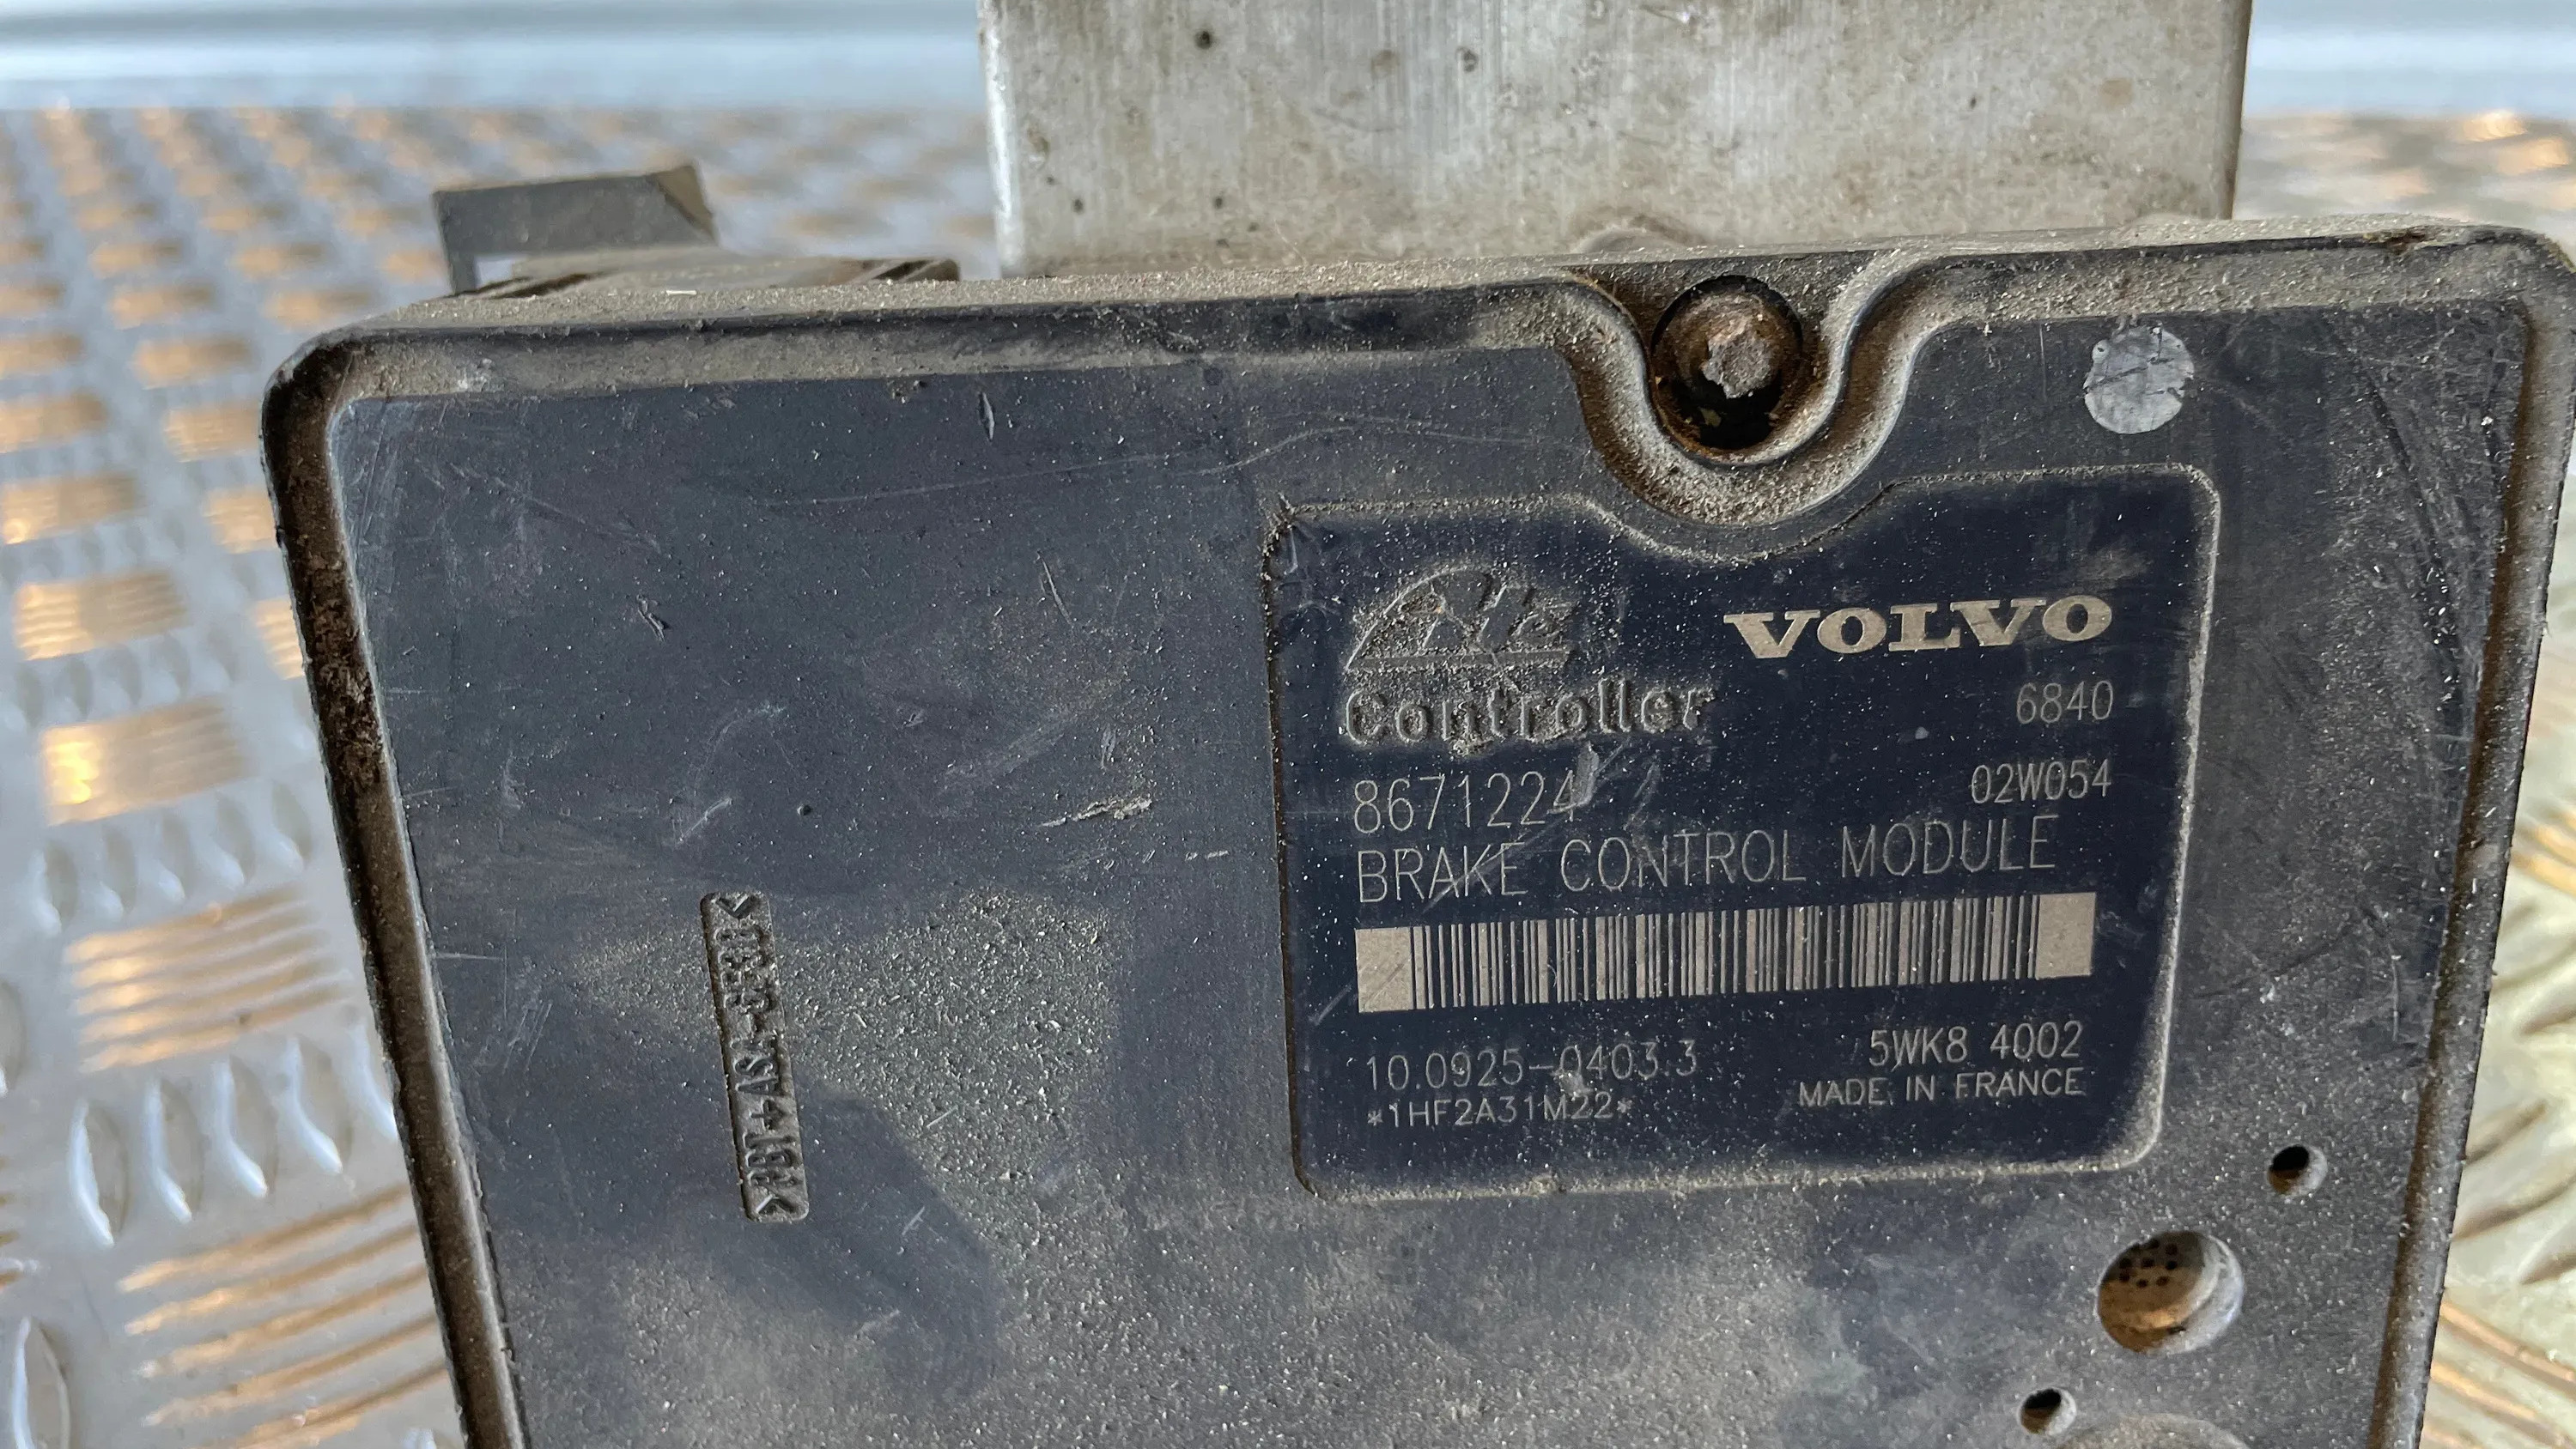 ate
VOLVO
Controller
6840
8671224
02W054
BRAKE CONTROL MODULE
10.0925-0403.3
5WK8 4002
*1HF2A31M22*
MADE IN FRANCE